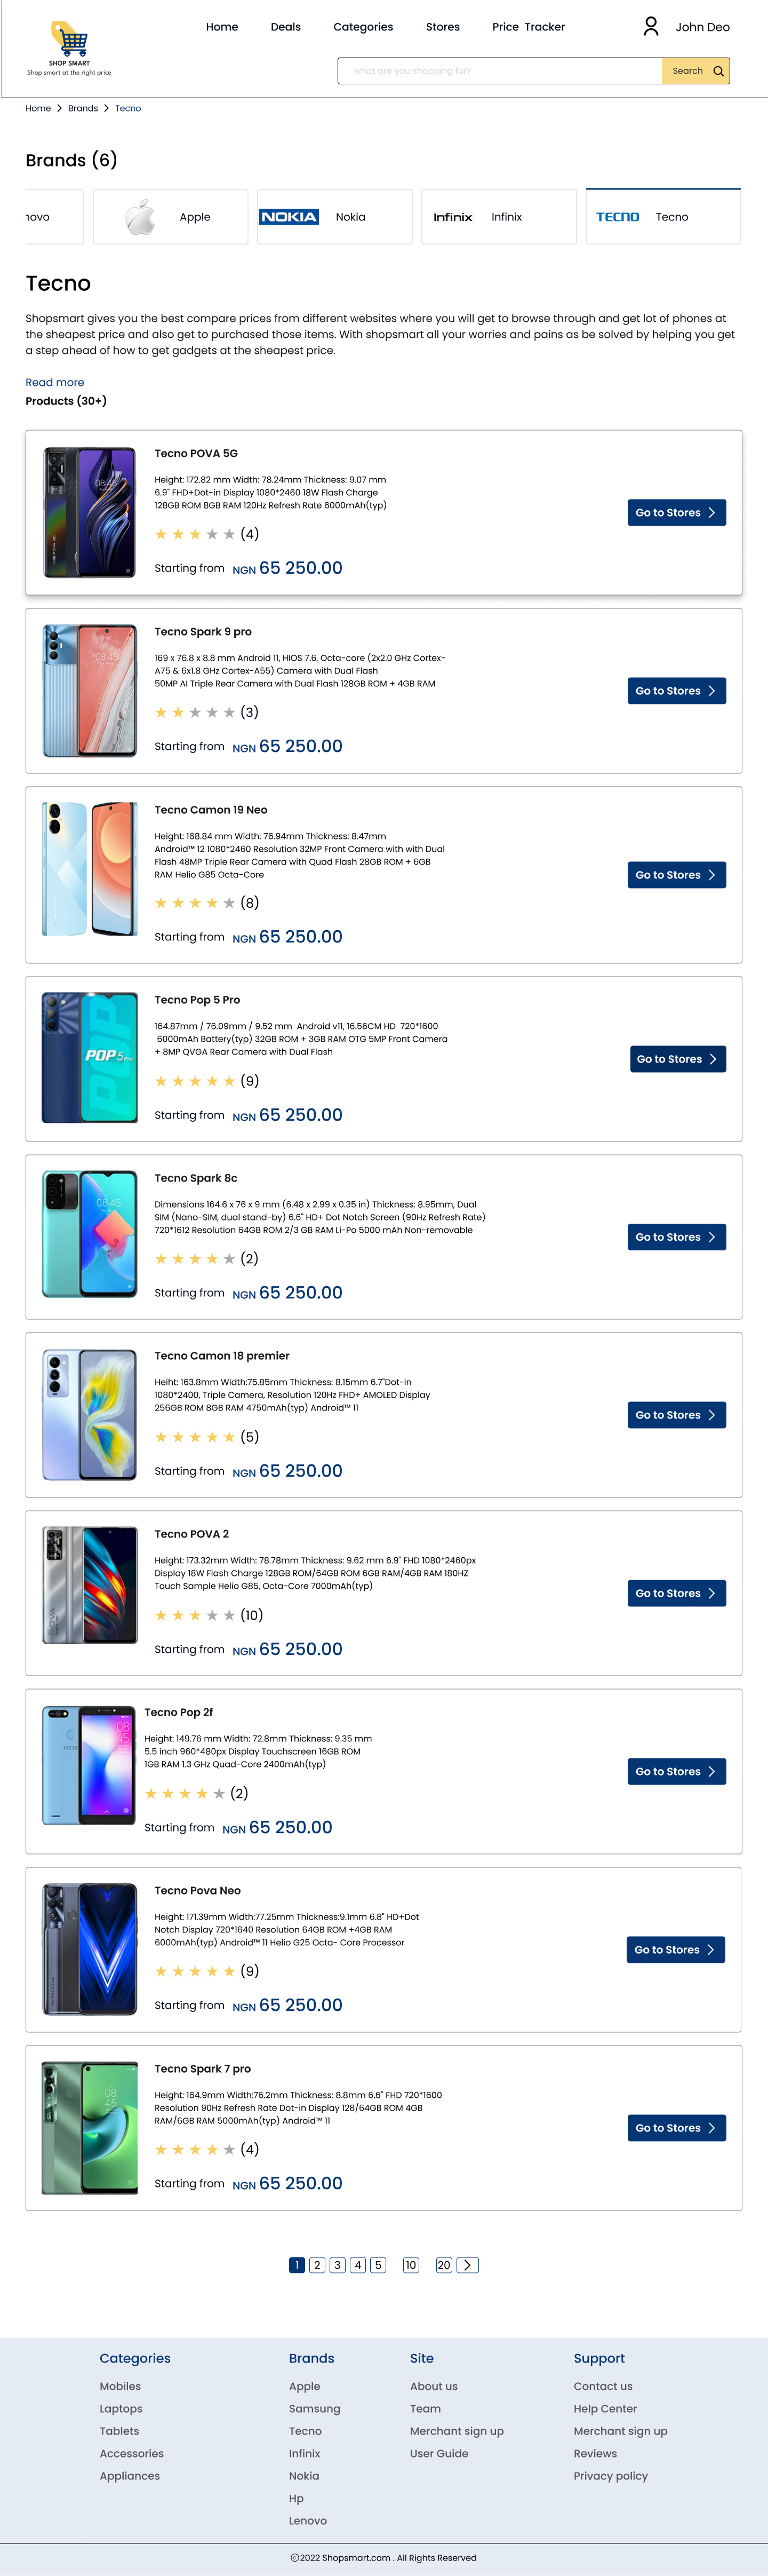 SHOP SMART
Shop smart at the right price
Home
Deals
Categories
Stores
Price Tracker
John Deo
what are you shopping for?
Search
Home
Brands
Tecno
Brands (6)
Apple
NOKIA
Nokia
Infinix
Infinix
TECNO
Tecno
Tecno
Shopsmart gives you the best compare prices from different websites where you will get to browse through and get lot of phones at
the sheapest price and also get to purchased those items. With shopsmart all your worries and pains as be solved by helping you get
a step ahead of how to get gadgets at the sheapest price.
Read more
Products (30+)
Tecno POVA 5G
Height: 172.82 mm Width: 78.24mm Thickness: 9.07 mm
6.9" FHD+Dot-in Display 1080*2460 18W Flash Charge
128GB ROM 8GB RAM 120Hz Refresh Rate 6000mAh(typ)
(4)
Starting from NGN 65 250.00
Go to Stores
Tecno Spark 9 pro
169 x 76.8 x 8.8 mm Android 11, HIOS 7.6, Octa-core (2x2.0 GHz Cortex-
A75 & 6x1.8 GHz Cortex-A55) Camera with Dual Flash
50MP AI Triple Rear Camera with Dual Flash 128GB ROM + 4GB RAM
(3)
Starting from NGN 65 250.00
Go to Stores
Tecno Camon 19 Neo
Height: 168.84 mm Width: 76.94mm Thickness: 8.47mm
Android™ 12 1080*2460 Resolution 32MP Front Camera with with Dual
Flash 48MP Triple Rear Camera with Quad Flash 28GB ROM + 6GB
RAM Helio G85 Octa-Core
(8)
Starting from NGN 65 250.00
Go to Stores
Tecno Pop 5 Pro
164.87mm / 76.09mm / 9.52 mm Android v11, 16.56CM HD 720*1600
6000mAh Battery(typ) 32GB ROM + 3GB RAM OTG 5MP Front Camera
+ 8MP QVGA Rear Camera with Dual Flash
POP 5 Pro
(9)
Starting from NGN 65 250.00
Go to Stores
Tecno Spark 8c
Dimensions 164.6 x 76 x 9 mm (6.48 x 2.99 x 0.35 in) Thickness: 8.95mm, Dual
SIM (Nano-SIM, dual stand-by) 6.6" HD+ Dot Notch Screen (90Hz Refresh Rate)
720*1612 Resolution 64GB ROM 2/3 GB RAM Li-Po 5000 mAh Non-removable
08:45
(2)
Starting from NGN 65 250.00
Go to Stores
Tecno Camon 18 premier
Heiht: 163.8mm Width:75.85mm Thickness: 8.15mm 6.7"Dot-in
1080*2400, Triple Camera, Resolution 120Hz FHD+ AMOLED Display
256GB ROM 8GB RAM 4750mAh(typ) Android™ 11
(5)
Starting from NGN 65 250.00
Go to Stores
Tecno POVA 2
Height: 173.32mm Width: 78.78mm Thickness: 9.62 mm 6.9" FHD 1080*2460px
Display 18W Flash Charge 128GB ROM/64GB ROM 6GB RAM/4GB RAM 180HZ
Touch Sample Helio G85, Octa-Core 7000mAh(typ)
(10)
Starting from NGN 65 250.00
Go to Stores
Tecno Pop 2f
Height: 149.76 mm Width: 72.8mm Thickness: 9.35 mm
5.5 inch 960*480px Display Touchscreen 16GB ROM
1GB RAM 1.3 GHz Quad-Core 2400mAh(typ)
(2)
Starting from NGN 65 250.00
Go to Stores
Tecno Pova Neo
Height: 171.39mm Width:77.25mm Thickness:9.1mm 6.8" HD+Dot
Notch Display 720*1640 Resolution 64GB ROM +4GB RAM
6000mAh(typ) Android™ 11 Helio G25 Octa- Core Processor
(9)
Starting from NGN 65 250.00
Go to Stores
Tecno Spark 7 pro
Height: 164.9mm Width:76.2mm Thickness: 8.8mm 6.6" FHD 720*1600
Resolution 90Hz Refresh Rate Dot-in Display 128/64GB ROM 4GB
RAM/6GB RAM 5000mAh(typ) Android™ 11
(4)
Starting from NGN 65 250.00
Go to Stores
1 2 3 4 5 10 20
Categories
Mobiles
Laptops
Tablets
Accessories
Appliances
Brands
Apple
Samsung
Tecno
Infinix
Nokia
Hp
Lenovo
Site
About us
Team
Merchant sign up
User Guide
Support
Contact us
Help Center
Merchant sign up
Reviews
Privacy policy
©2022 Shopsmart.com . All Rights Reserved